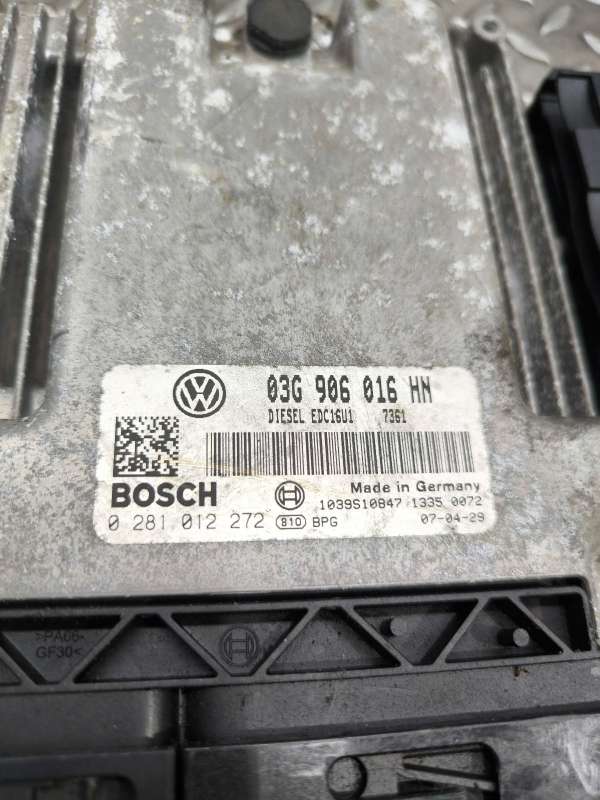 03G 906 016 HN
DIESEL EDC16U1 7361
BOSCH
Made in Germany
1039S10847 1335 0072
0 281 012 272 810 BPG 07-04-29
>PA66-
GF30<